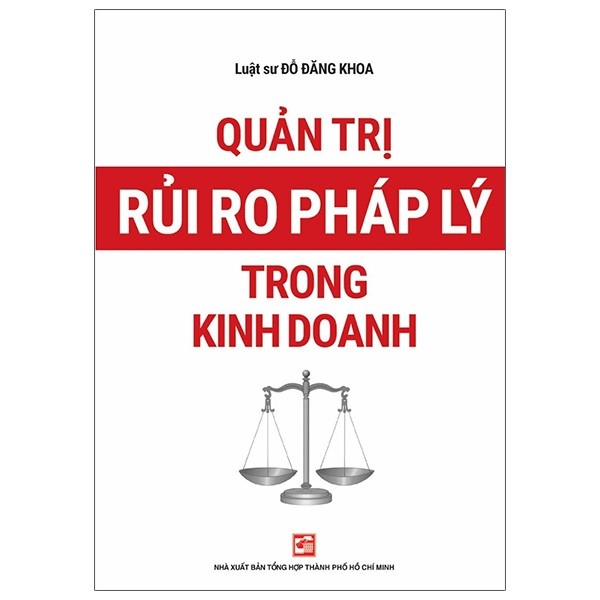 Luật sư ĐỖ ĐĂNG KHOA
QUẢN TRỊ
RỦI RO PHÁP LÝ
TRONG
KINH DOANH
NHÀ XUẤT BẢN TỔNG HỢP THÀNH PHỐ HỒ CHÍ MINH